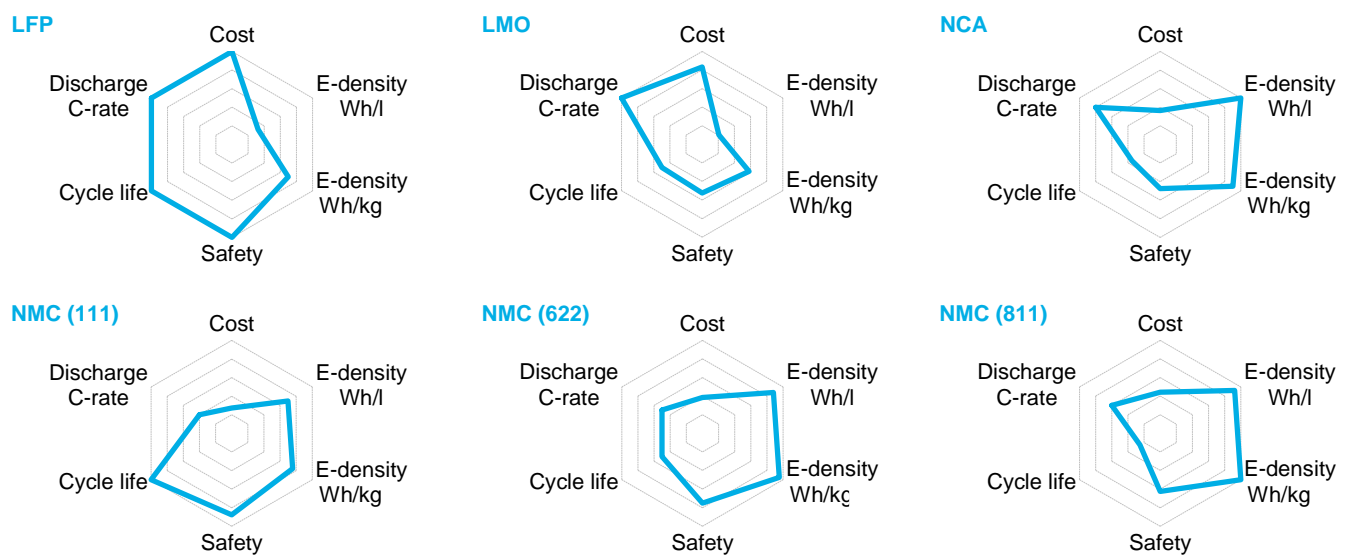 LFP
Cost
Discharge
C-rate
E-density
Wh/l
Cycle life
E-density
Wh/kg
Safety
LMO
Cost
Discharge
C-rate
E-density
Wh/l
Cycle life
E-density
Wh/kg
Safety
NCA
Cost
Discharge
C-rate
E-density
Wh/l
Cycle life
E-density
Wh/kg
Safety
NMC (111)
Cost
Discharge
C-rate
E-density
Wh/l
Cycle life
E-density
Wh/kg
Safety
NMC (622)
Cost
Discharge
C-rate
E-density
Wh/l
Cycle life
E-density
Wh/kg
Safety
NMC (811)
Cost
Discharge
C-rate
E-density
Wh/l
Cycle life
E-density
Wh/kg
Safety